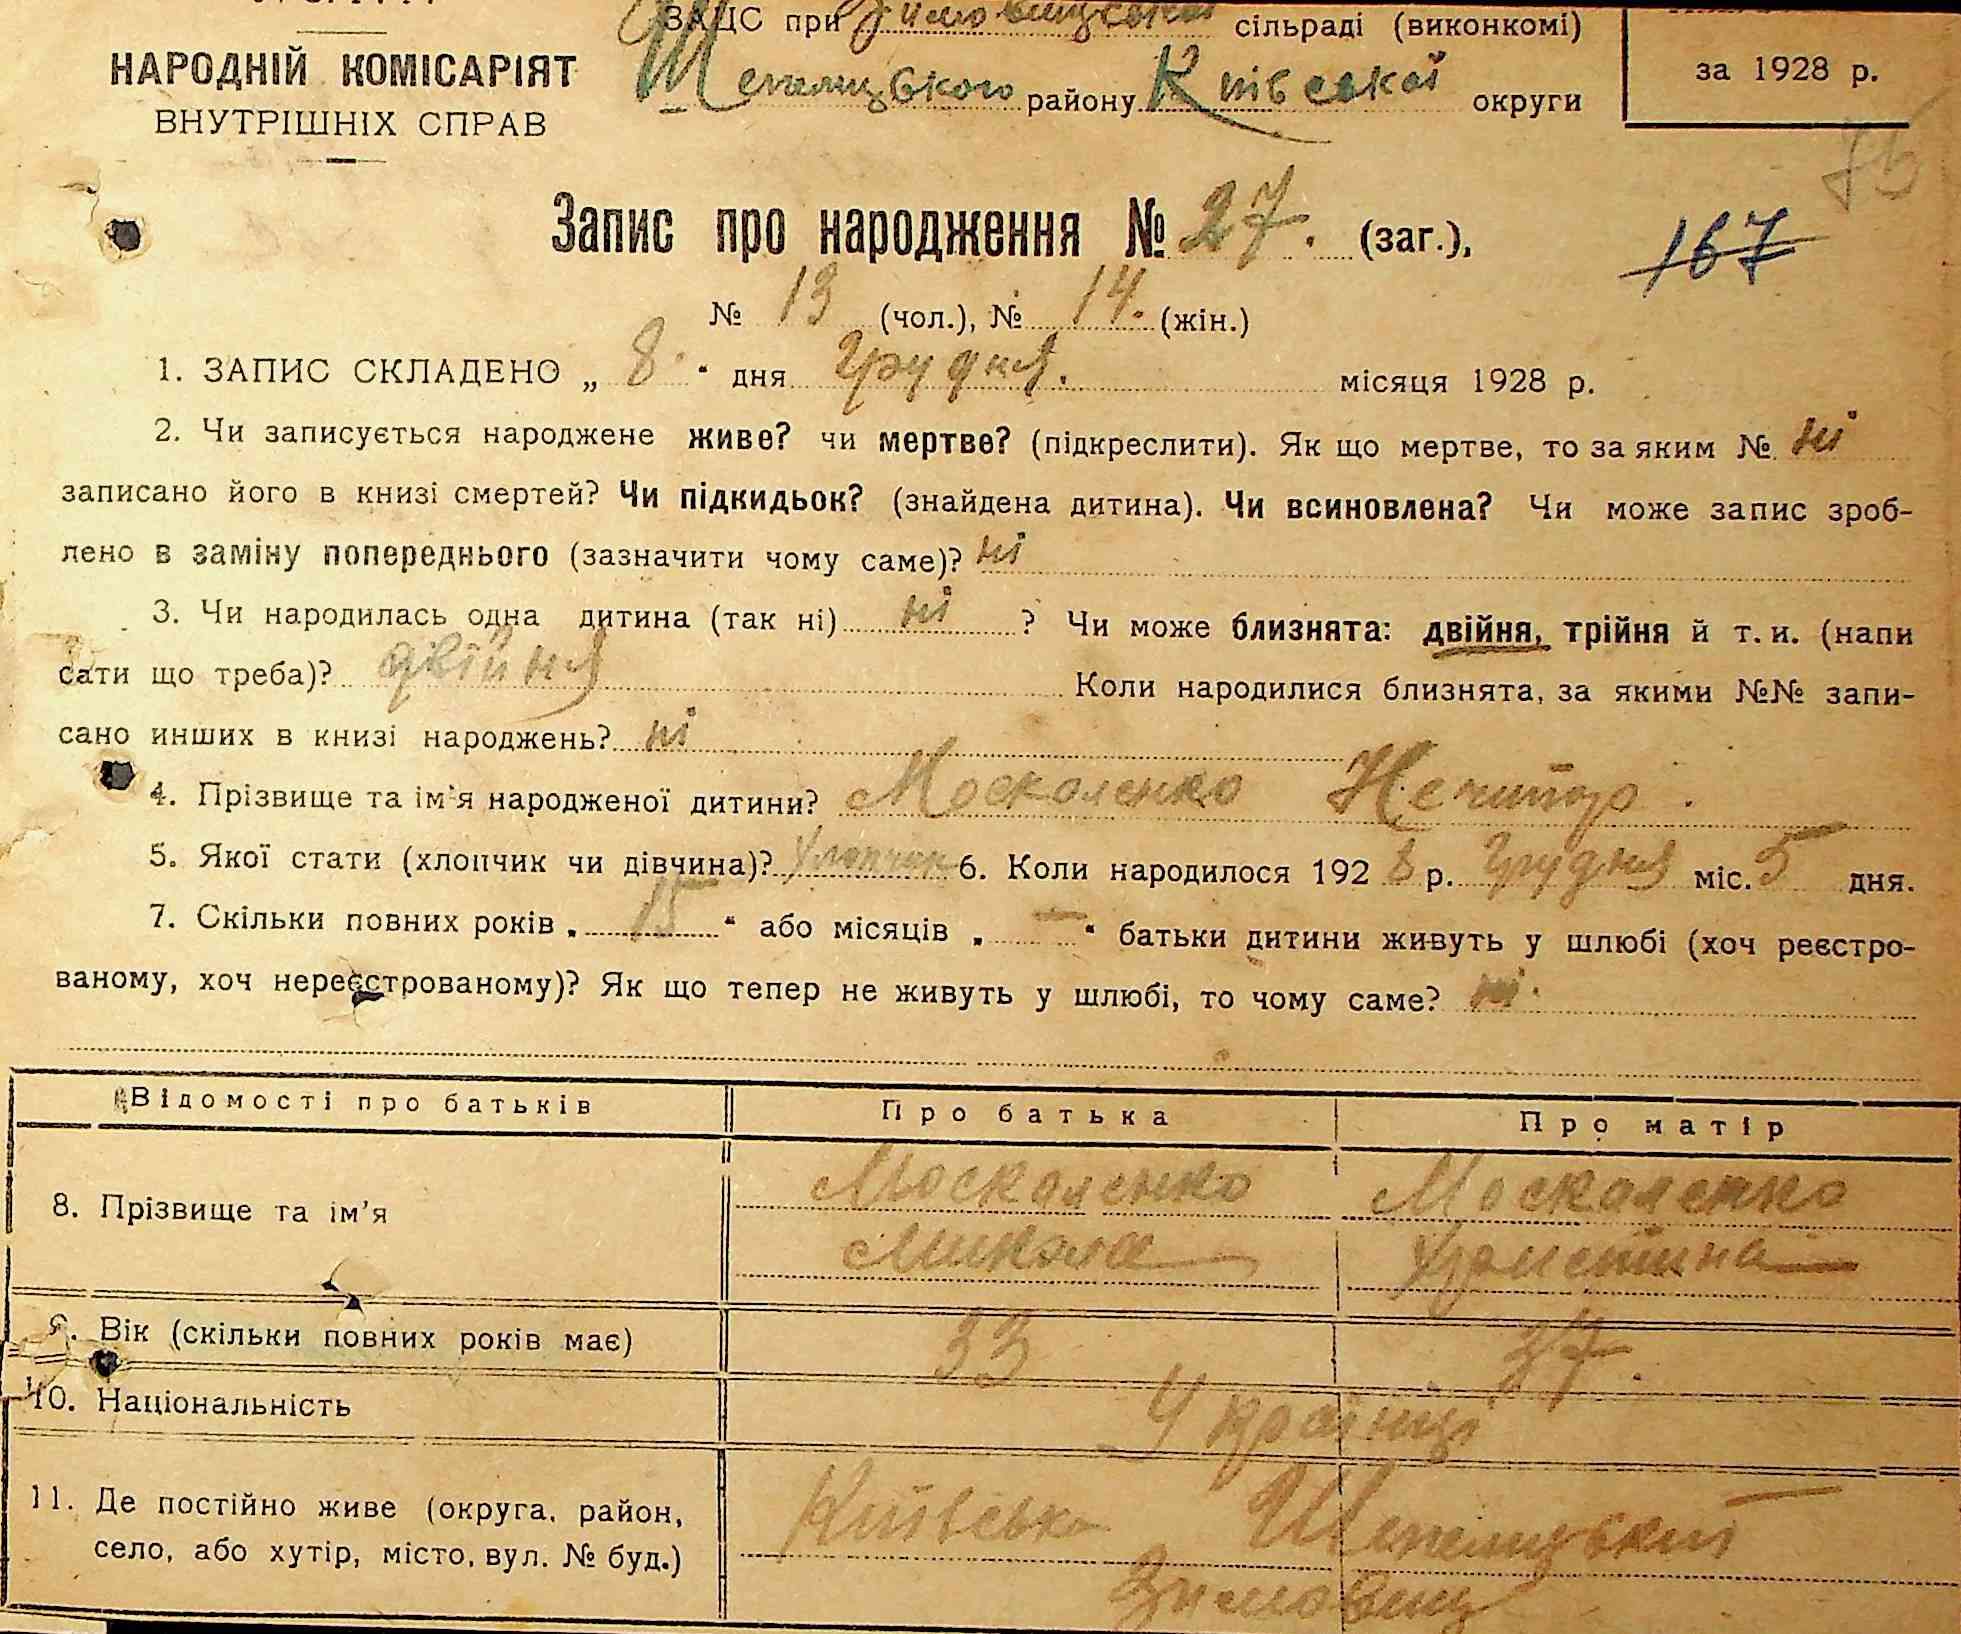 ЗАЦС при Зимовищської сільраді (виконкомі)
НАРОДНІЙ КОМІСАРІЯТ
ВНУТРІШНІХ СПРАВ
Шепелицького району Київської округи
за 1928 р.
Запис про народження № 27. (заг.),
167
№ 13 (чол.), № 14. (жін.)
1. ЗАПИС СКЛАДЕНО „ 8 “ дня Грудня. місяця 1928 р.
2. Чи записується народжене живе? чи мертве? (підкреслити). Як що мертве, то за яким № ні
записано його в книзі смертей? Чи підкидьок? (знайдена дитина). Чи всиновлена? Чи може запис зроб-
лено в заміну попереднього (зазначити чому саме)? ні
3. Чи народилась одна дитина (так ні) ні ? Чи може близнята: двійня, трійня й т. и. (напи
сати що треба)? двійня Коли народилися близнята, за якими №№ запи-
сано инших в книзі народжень? ні
4. Прізвище та ім'я народженої дитини? Москаленко Нечипор.
5. Якої стати (хлопчик чи дівчина)? Хлопчик 6. Коли народилося 1928 р. Грудня міс. 5 дня.
7. Скільки повних років „ 15 “ або місяців „ — “ батьки дитини живуть у шлюбі (хоч реєстро-
ваному, хоч нереєстрованому)? Як що тепер не живуть у шлюбі, то чому саме? ні.
Відомості про батьків Про батька Про матір
8. Прізвище та ім'я Москаленко Москаленко
Микола Христина
9. Вік (скільки повних років має) 33 37.
10. Національність Українці
11. Де постійно живе (округа, район, Київська Шепелицький
село, або хутір, місто, вул. № буд.) Зимовищ